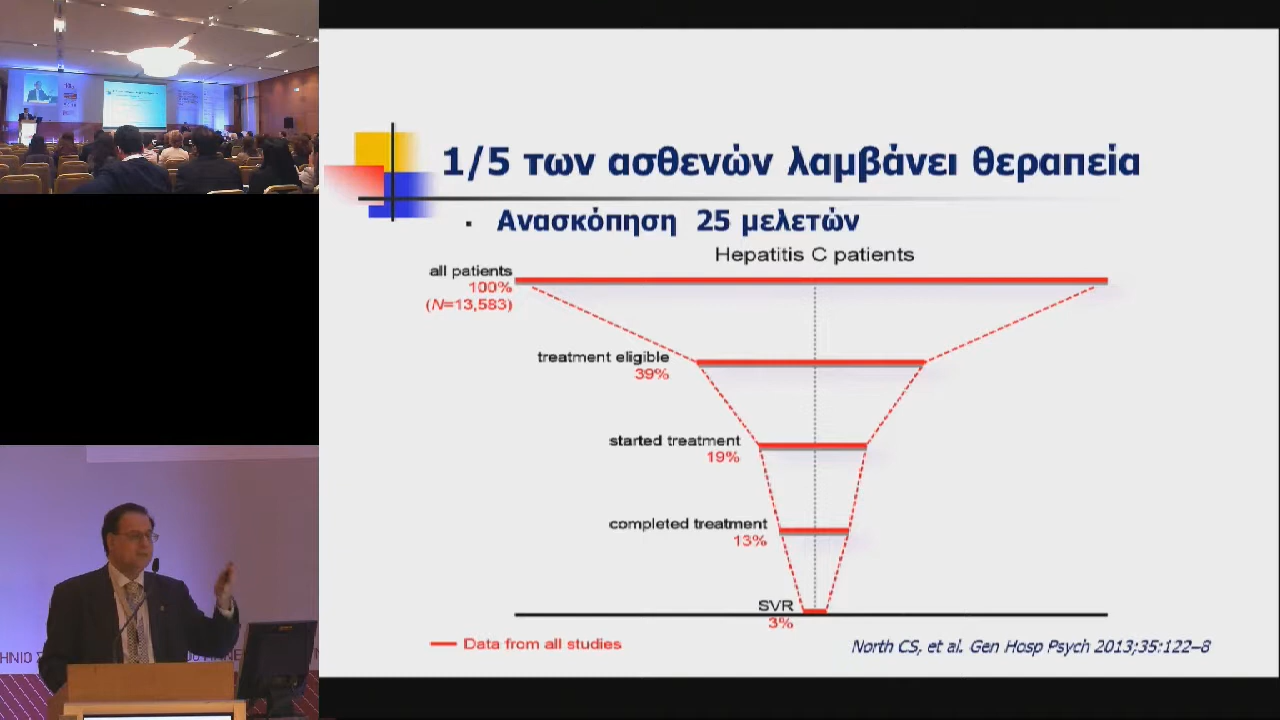 1/5 των ασθενών λαμβάνει θεραπεία
▪ Ανασκόπηση 25 μελετών
Hepatitis C patients
all patients
100%
(N=13,583)
treatment eligible
39%
started treatment
19%
completed treatment
13%
SVR
3%
Data from all studies
North CS, et al. Gen Hosp Psych 2013;35:122–8